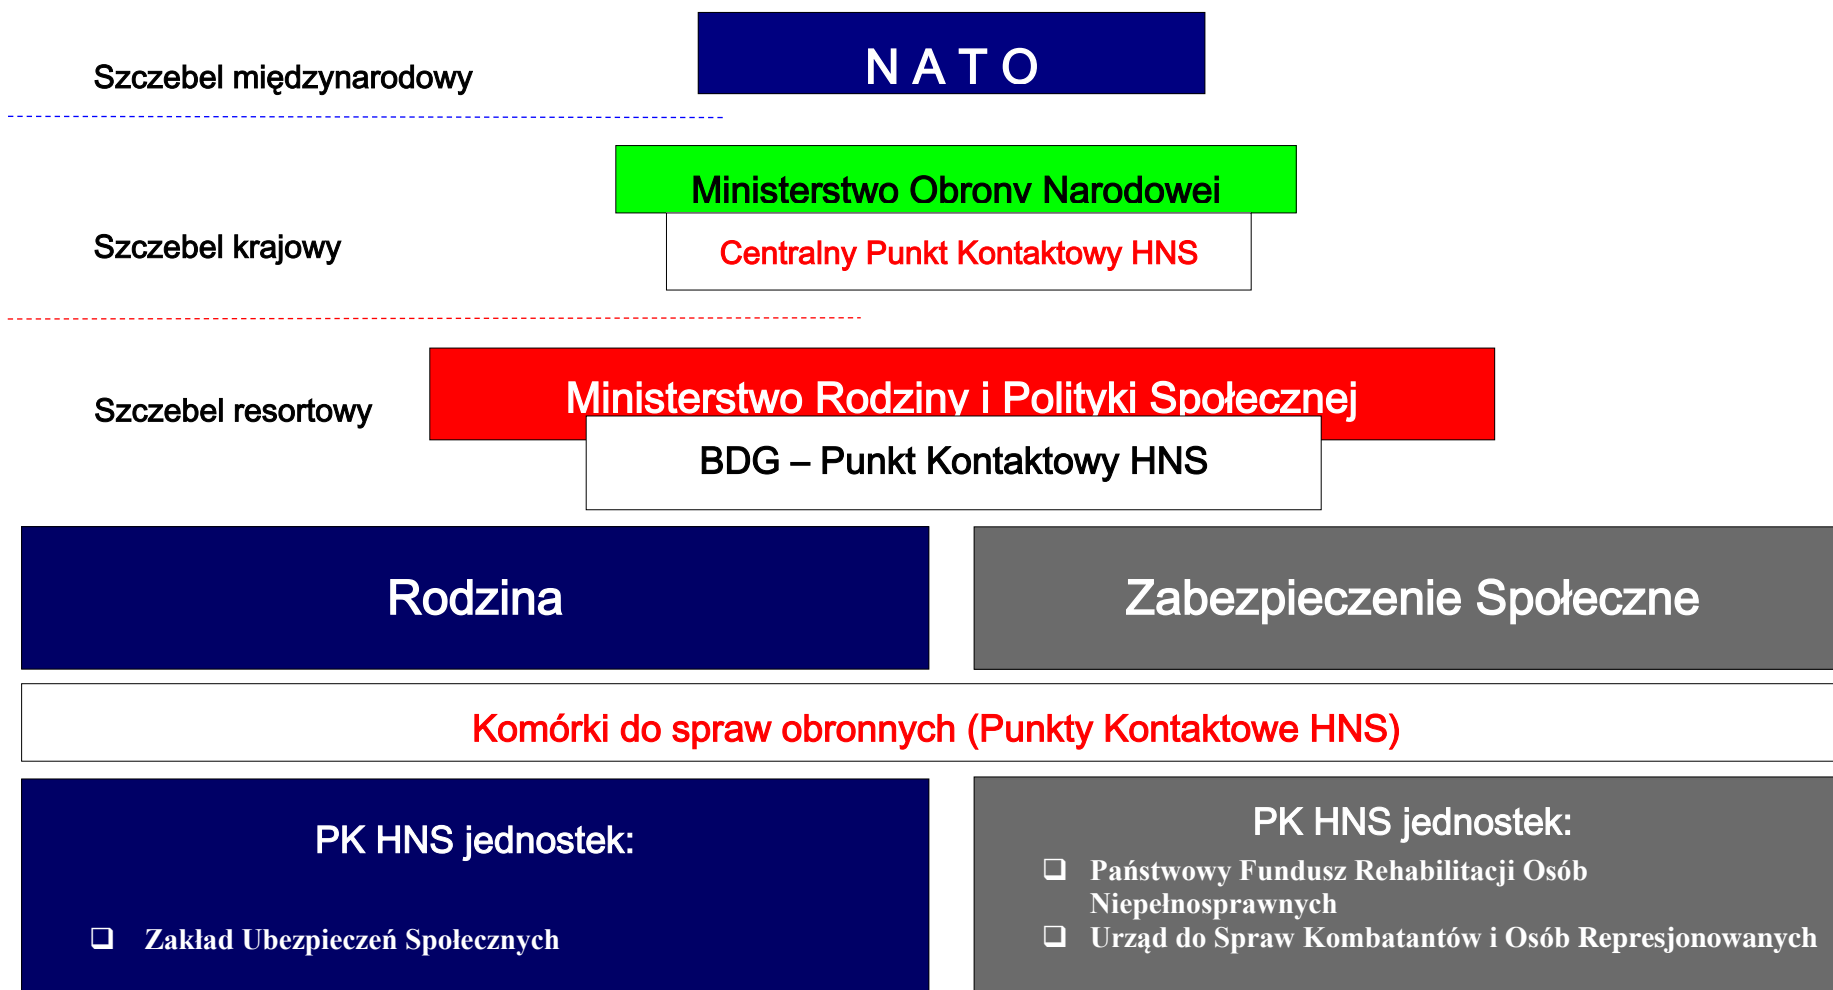 N A T O
Szczebel międzynarodowy
Ministerstwo Obrony Narodowej
Szczebel krajowy
Centralny Punkt Kontaktowy HNS
Ministerstwo Rodziny i Polityki Społecznej
Szczebel resortowy
BDG – Punkt Kontaktowy HNS
Rodzina
Zabezpieczenie Społeczne
Komórki do spraw obronnych (Punkty Kontaktowe HNS)
PK HNS jednostek:
❑ Zakład Ubezpieczeń Społecznych
PK HNS jednostek:
❑ Państwowy Fundusz Rehabilitacji Osób
Niepełnosprawnych
❑ Urząd do Spraw Kombatantów i Osób Represjonowanych